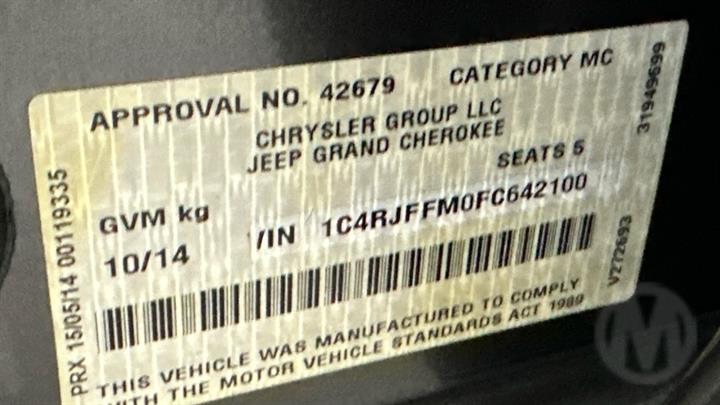 APPROVAL NO. 42679 CATEGORY MC
CHRYSLER GROUP LLC
JEEP GRAND CHEROKEE
SEATS 5
GVM kg
10/14 /IN 1C4RJFFM0FC642100
THIS VEHICLE WAS MANUFACTURED TO COMPLY
WITH THE MOTOR VEHICLE STANDARDS ACT 1989
PRX 15/05/14 00119335
31949699
V272693
M